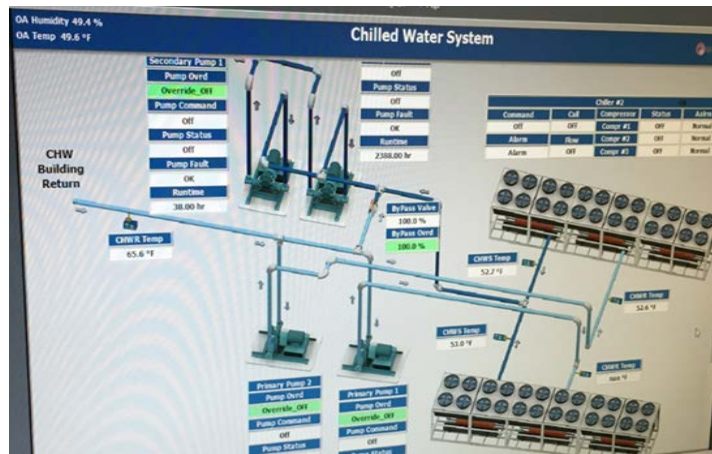 OA Humidity 49.4 %
OA Temp 49.6 °F
Chilled Water System
Secondary Pump 1
Pump Ovrd
Override_OFF
Pump Command
Off
Pump Status
Off
Pump Fault
OK
Runtime
38.00 hr
Off
Pump Status
Off
Pump Fault
OK
Runtime
2388.00 hr
Chiller #2
Command Call Compressor Status
Off Off Compr #1 Off Normal
Alarm Flow Compr #2 Off Normal
Alarm Off Compr #3 Off Normal
CHW
Building
Return
CHWR Temp
65.6 °F
ByPass Valve
100.0 %
ByPass Ovrd
100.0 %
CHWS Temp
52.7 °F
CHWR Temp
52.6 °F
CHWS Temp
53.0 °F
CHWR Temp
nan °F
Primary Pump 2
Pump Ovrd
Override_OFF
Pump Command
Off
Pump Status
Primary Pump 1
Pump Ovrd
Override_OFF
Pump Command
Off